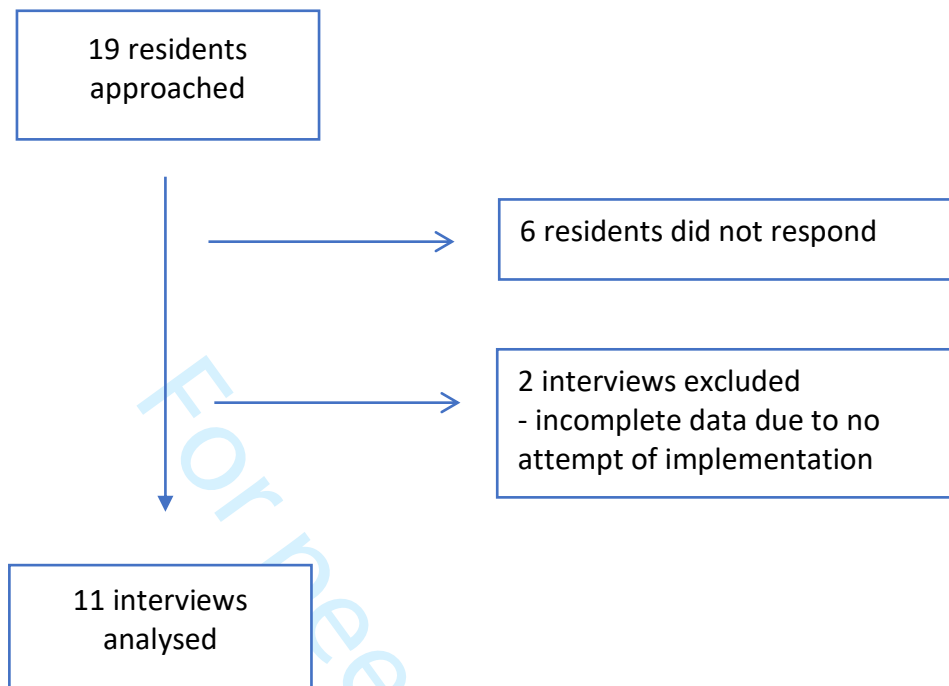 19 residents
approached
6 residents did not respond
2 interviews excluded
- incomplete data due to no
attempt of implementation
For pee
11 interviews
analysed